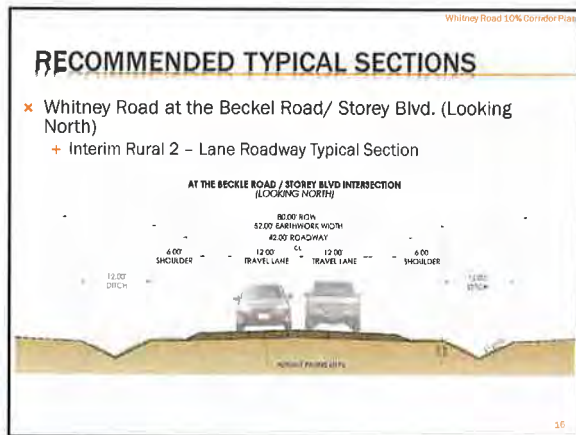 Whitney Road 10% Corridor Plan
RECOMMENDED TYPICAL SECTIONS
× Whitney Road at the Beckel Road/ Storey Blvd. (Looking
North)
+ Interim Rural 2 – Lane Roadway Typical Section
AT THE BECKLE ROAD / STOREY BLVD INTERSECTION
(LOOKING NORTH)
80.00' ROW
52.00' EARTHWORK WIDTH
42.00' ROADWAY
CL
6.00' 12.00' 12.00' 6.00'
SHOULDER TRAVEL LANE TRAVEL LANE SHOULDER
12.00' 12.00'
DITCH DITCH
16